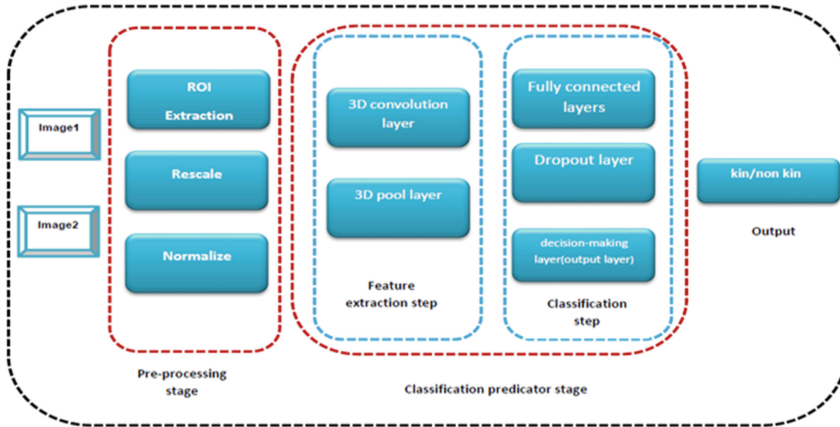 Image1
Image2
ROI
Extraction
Rescale
Normalize
Pre-processing
stage
3D convolution
layer
3D pool layer
Feature
extraction step
Fully connected
layers
Dropout layer
decision-making
layer(output layer)
Classification
step
Classification predicator stage
kin/non kin
Output